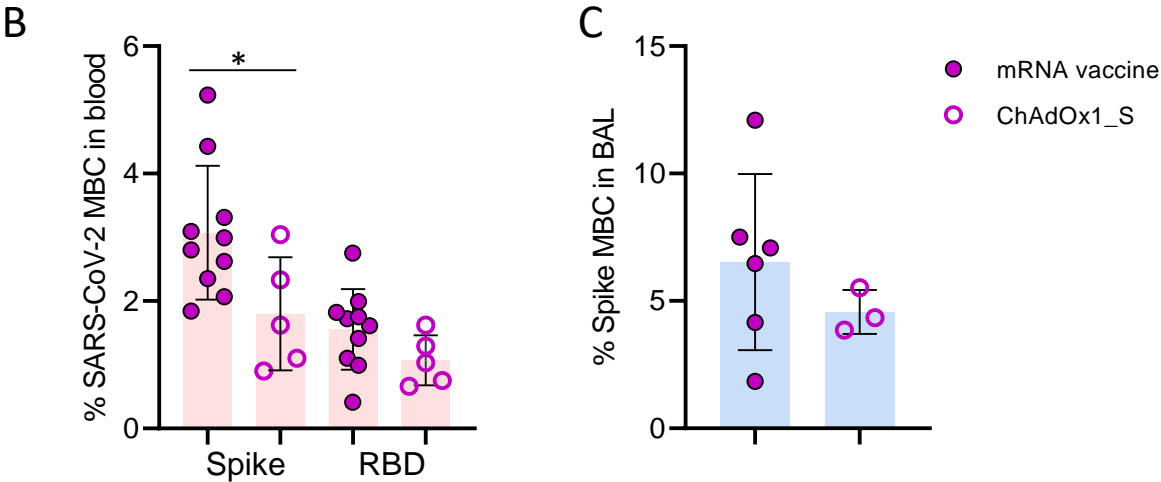 B
% SARS-CoV-2 MBC in blood
6
4
2
0
*
Spike
RBD
C
% Spike MBC in BAL
15
10
5
0
mRNA vaccine
ChAdOx1_S